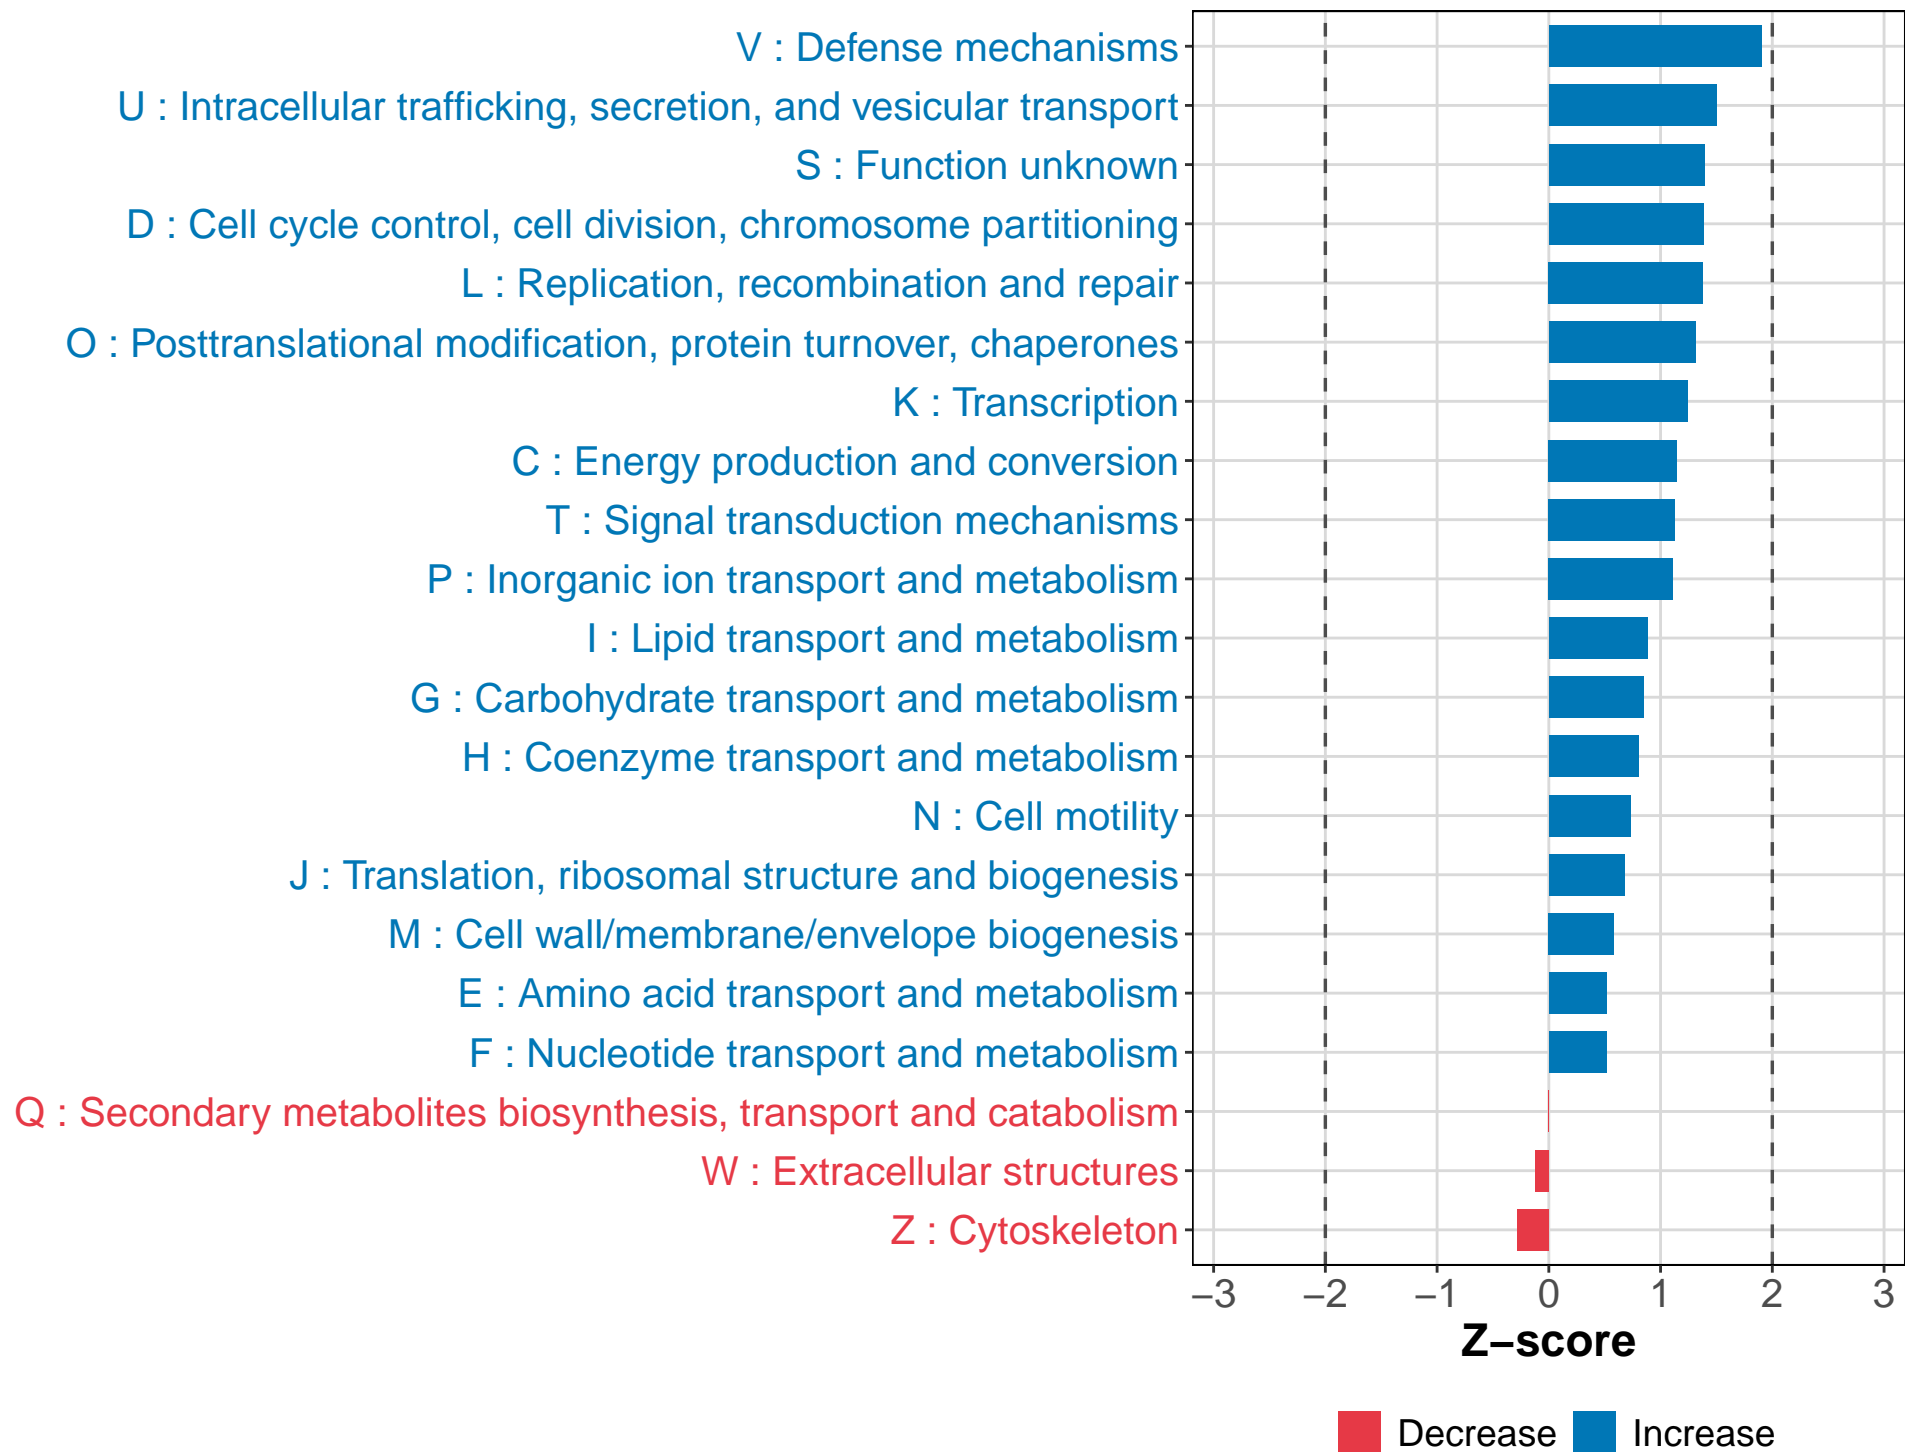 V : Defense mechanisms
U : Intracellular trafficking, secretion, and vesicular transport
S : Function unknown
D : Cell cycle control, cell division, chromosome partitioning
L : Replication, recombination and repair
O : Posttranslational modification, protein turnover, chaperones
K : Transcription
C : Energy production and conversion
T : Signal transduction mechanisms
P : Inorganic ion transport and metabolism
I : Lipid transport and metabolism
G : Carbohydrate transport and metabolism
H : Coenzyme transport and metabolism
N : Cell motility
J : Translation, ribosomal structure and biogenesis
M : Cell wall/membrane/envelope biogenesis
E : Amino acid transport and metabolism
F : Nucleotide transport and metabolism
Q : Secondary metabolites biosynthesis, transport and catabolism
W : Extracellular structures
Z : Cytoskeleton
−3 −2 −1 0 1 2 3
Z−score
Decrease Increase